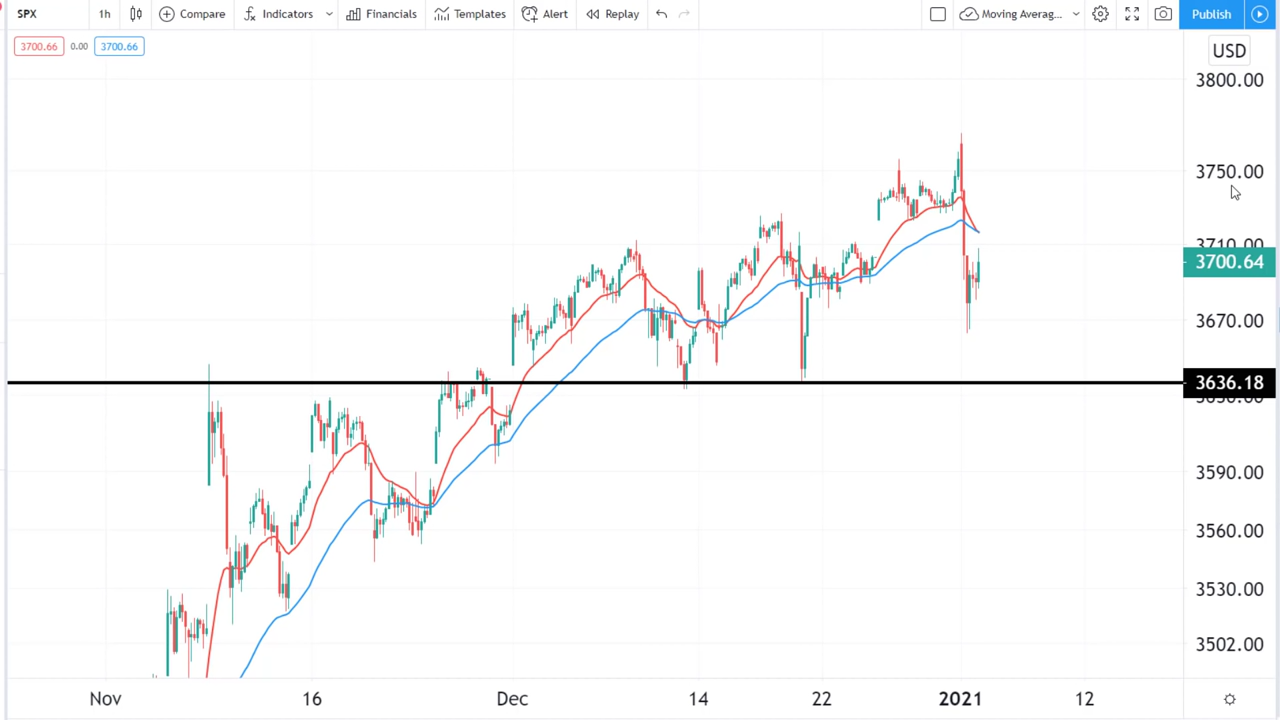 SPX 1h Compare Indicators Financials Templates Alert Replay Moving Averag... Publish
3700.66 0.00 3700.66
USD
3800.00
3750.00
3710.00
3700.64
3670.00
3636.18
3590.00
3560.00
3530.00
3502.00
Nov 16 Dec 14 22 2021 12